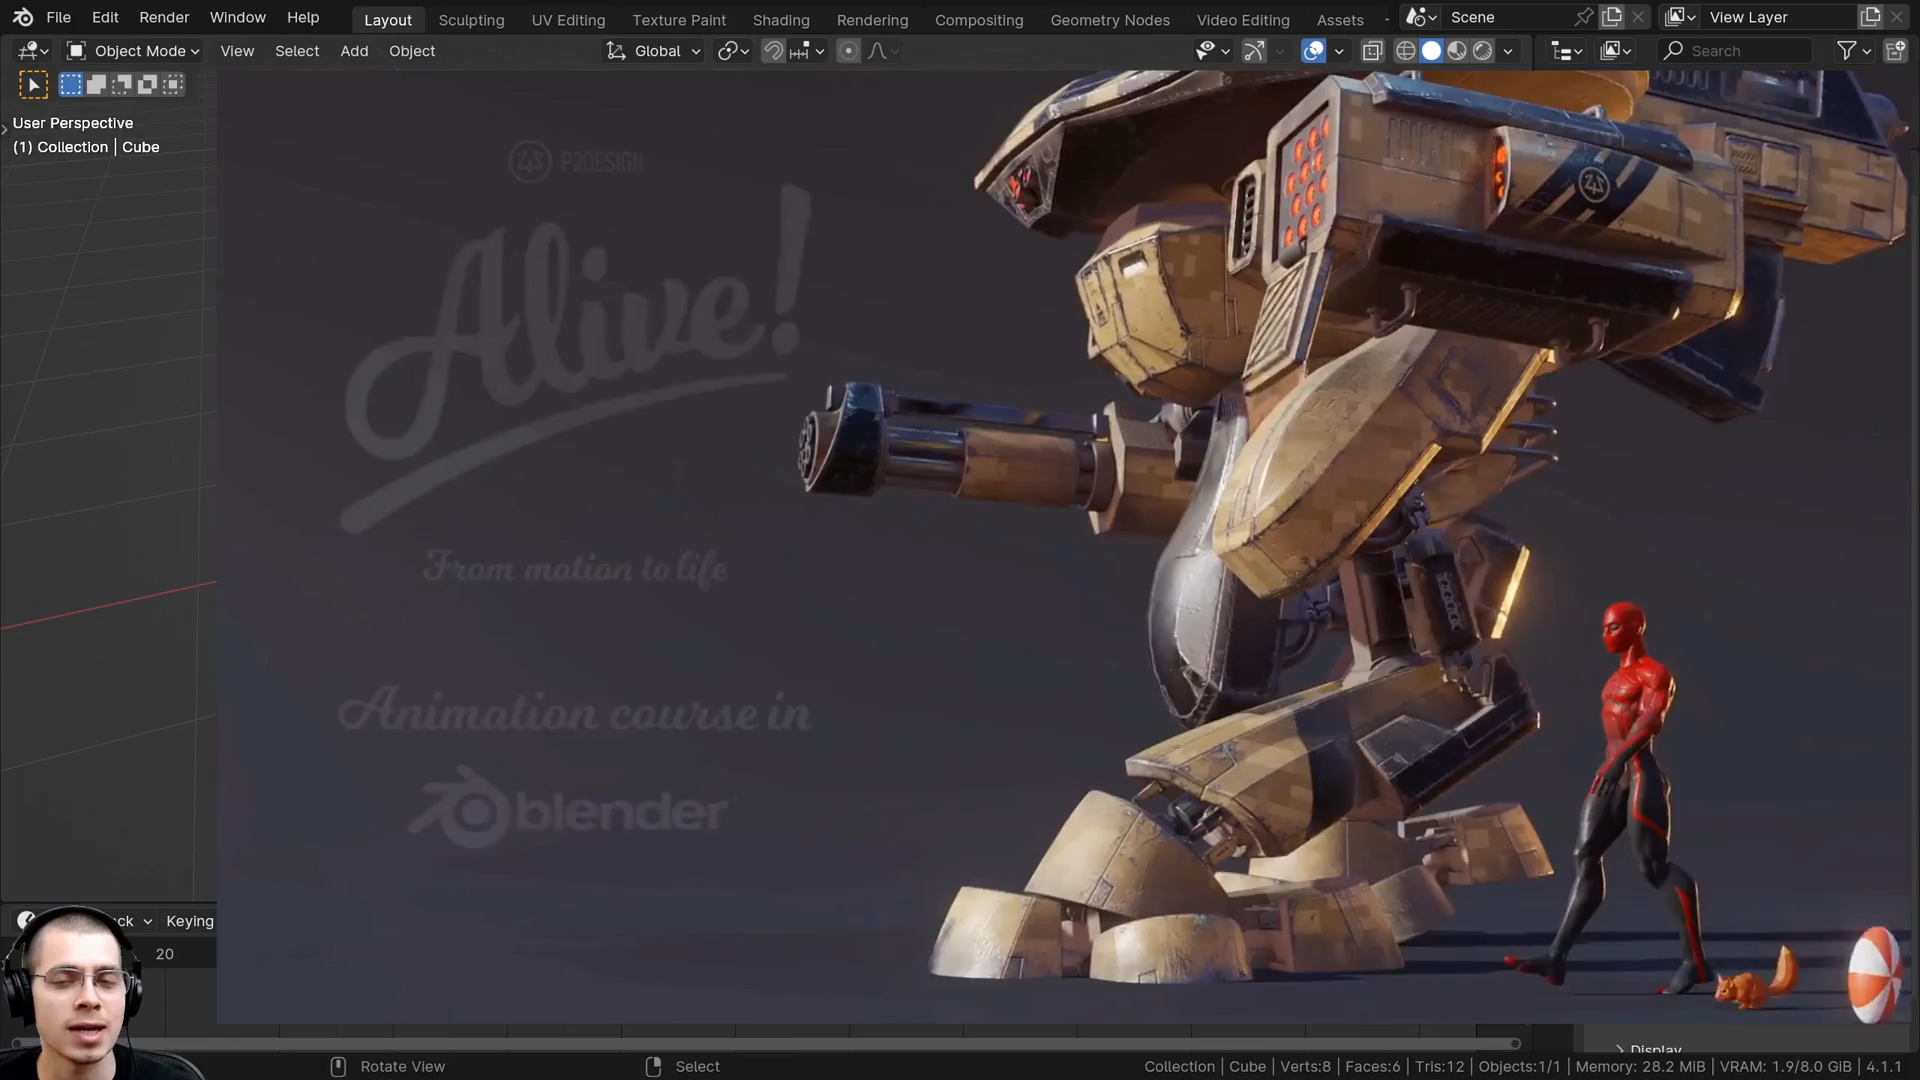 File Edit Render Window Help Layout Sculpting UV Editing Texture Paint Shading Rendering Compositing Geometry Nodes Video Editing Assets Scene View Layer
Object Mode View Select Add Object Global Search
User Perspective
(1) Collection | Cube
P2DESIGN
Alive!
From motion to life
Animation course in
blender
Keying
20
Display
Rotate View Select Collection | Cube | Verts:8 | Faces:6 | Tris:12 | Objects:1/1 | Memory: 28.2 MiB | VRAM: 1.9/8.0 GiB | 4.1.1